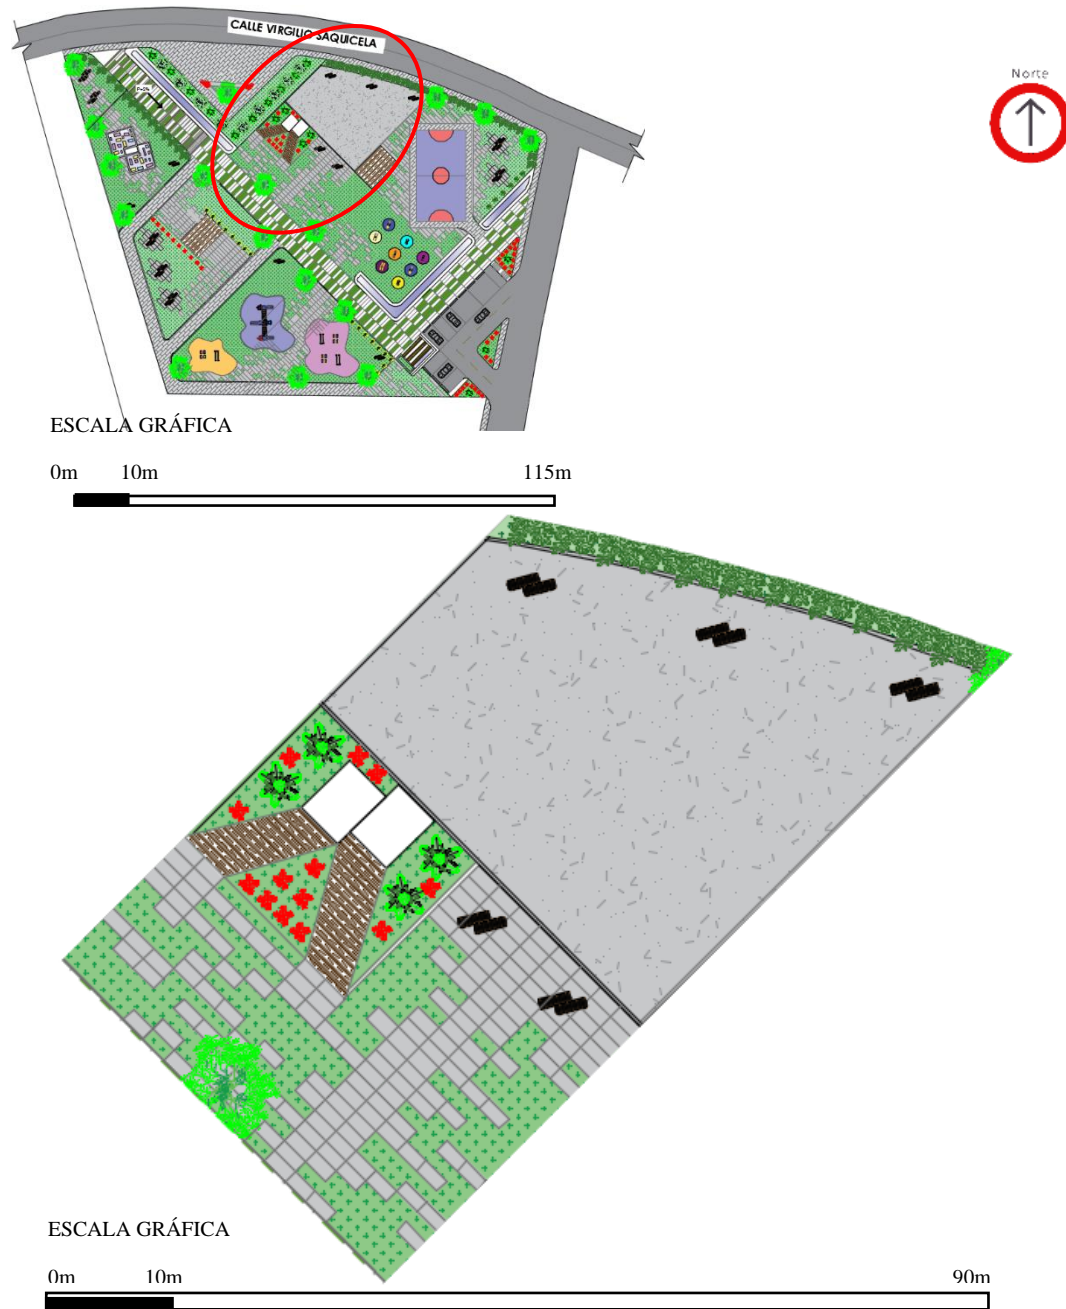 CALLE VIRGILIO SAQUICELA
Norte
ESCALA GRÁFICA
0m 10m 115m
ESCALA GRÁFICA
0m 10m 90m